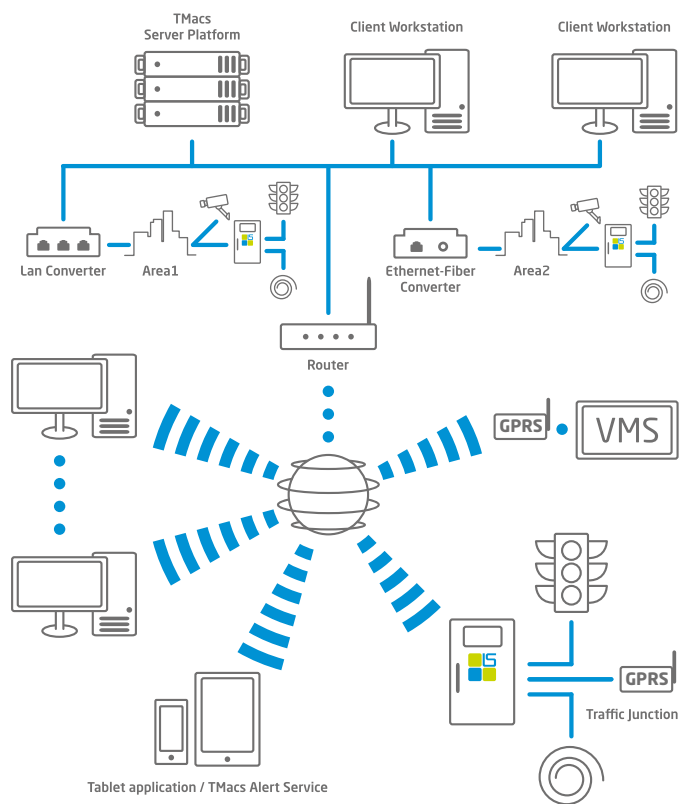 TMacs
Server Platform
Client Workstation
Client Workstation
Lan Converter
Area1
Ethernet-Fiber
Converter
Area2
Router
GPRS
VMS
GPRS
Traffic Junction
Tablet application / TMacs Alert Service